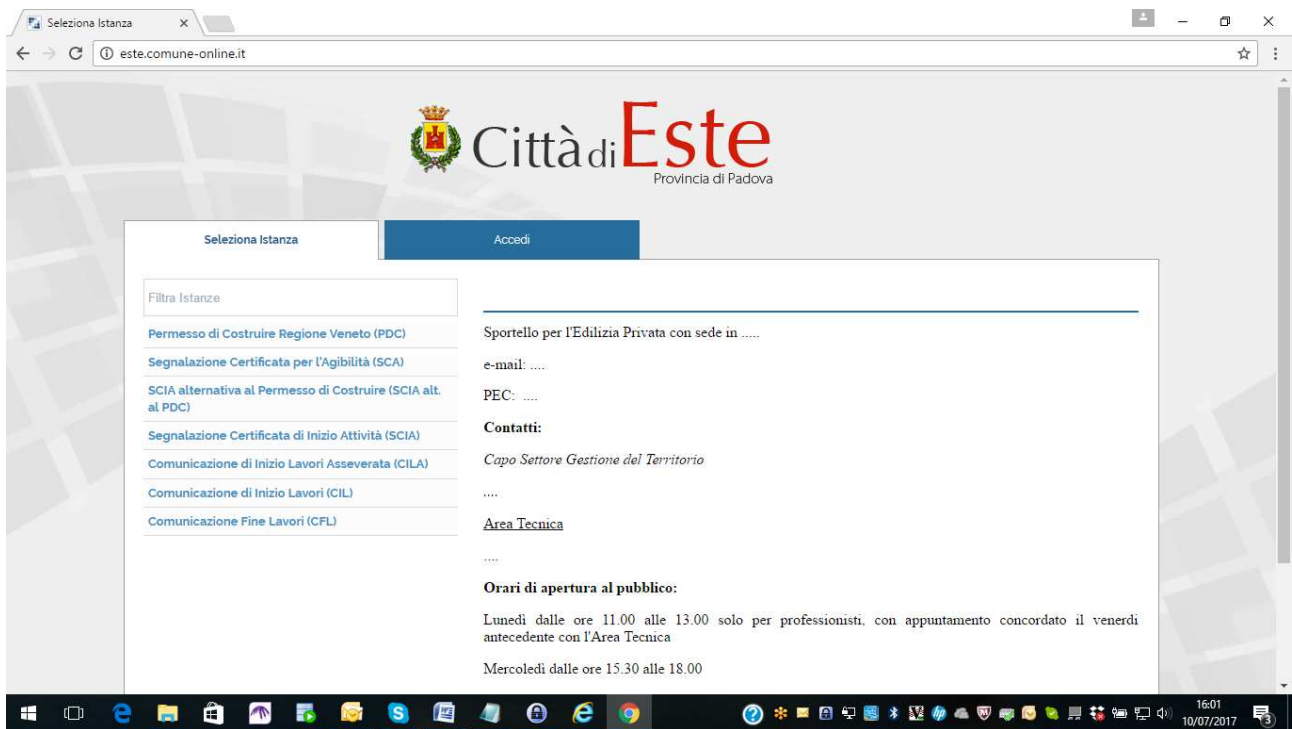 Seleziona Istanza
este.comune-online.it
Città di Este
Provincia di Padova
Seleziona Istanza
Accedi
Filtra Istanze
Permesso di Costruire Regione Veneto (PDC)
Segnalazione Certificata per l'Agibilità (SCA)
SCIA alternativa al Permesso di Costruire (SCIA alt.
al PDC)
Segnalazione Certificata di Inizio Attività (SCIA)
Comunicazione di Inizio Lavori Asseverata (CILA)
Comunicazione di Inizio Lavori (CIL)
Comunicazione Fine Lavori (CFL)
Sportello per l'Edilizia Privata con sede in .....
e-mail: ....
PEC: ....
Contatti:
Capo Settore Gestione del Territorio
....
Area Tecnica
....
Orari di apertura al pubblico:
Lunedì dalle ore 11.00 alle 13.00 solo per professionisti, con appuntamento concordato il venerdì
antecedente con l'Area Tecnica
Mercoledì dalle ore 15.30 alle 18.00
16:01
10/07/2017